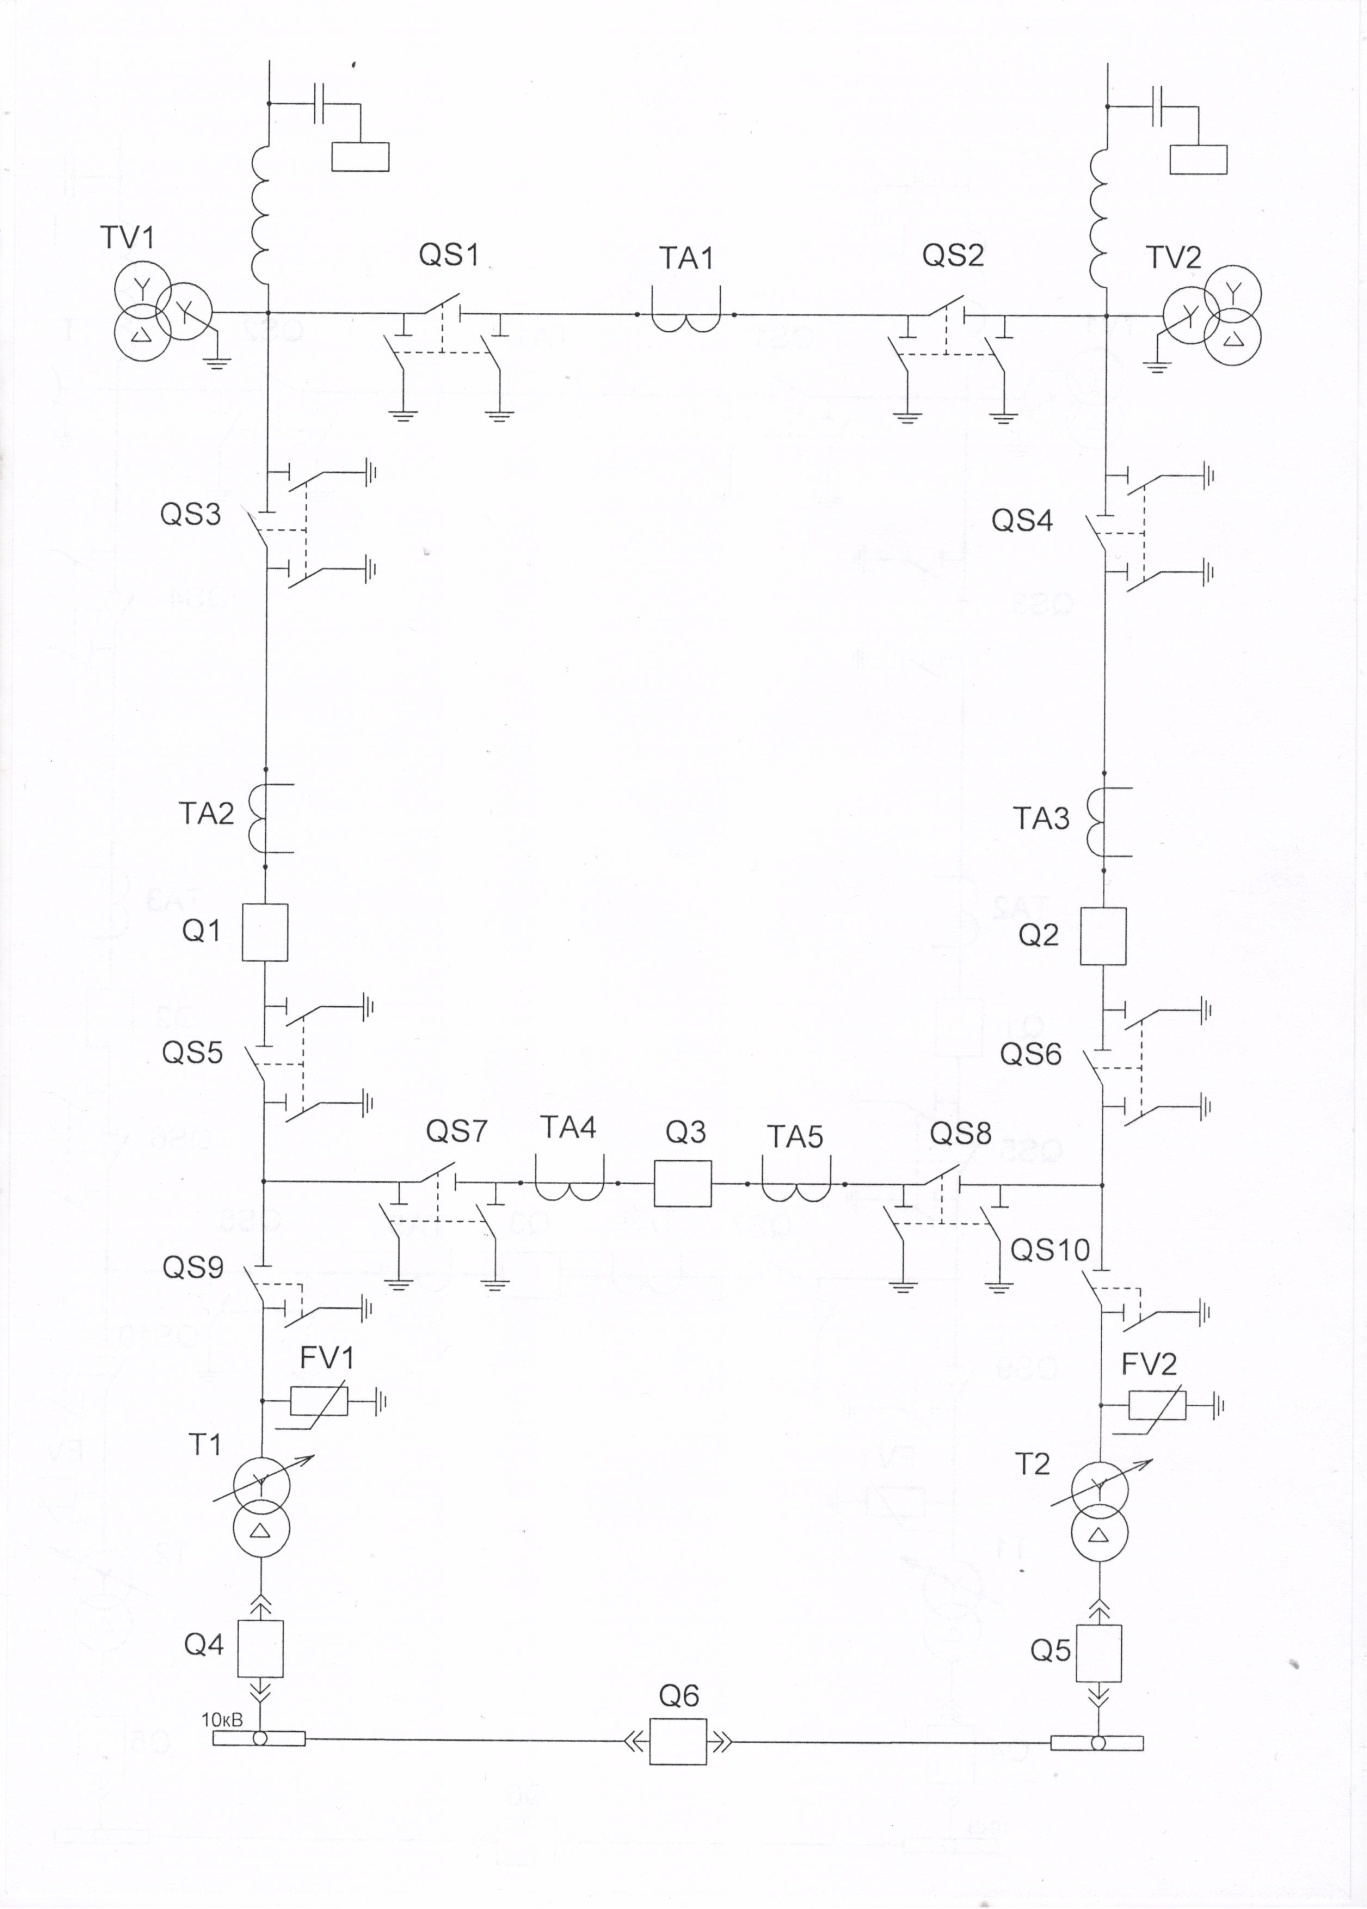 TV1
QS1
TA1
QS2
TV2
QS3
QS4
TA2
TA3
Q1
Q2
QS5
QS6
QS7
TA4
Q3
TA5
QS8
QS9
QS10
FV1
FV2
T1
T2
Q4
Q5
10кВ
Q6